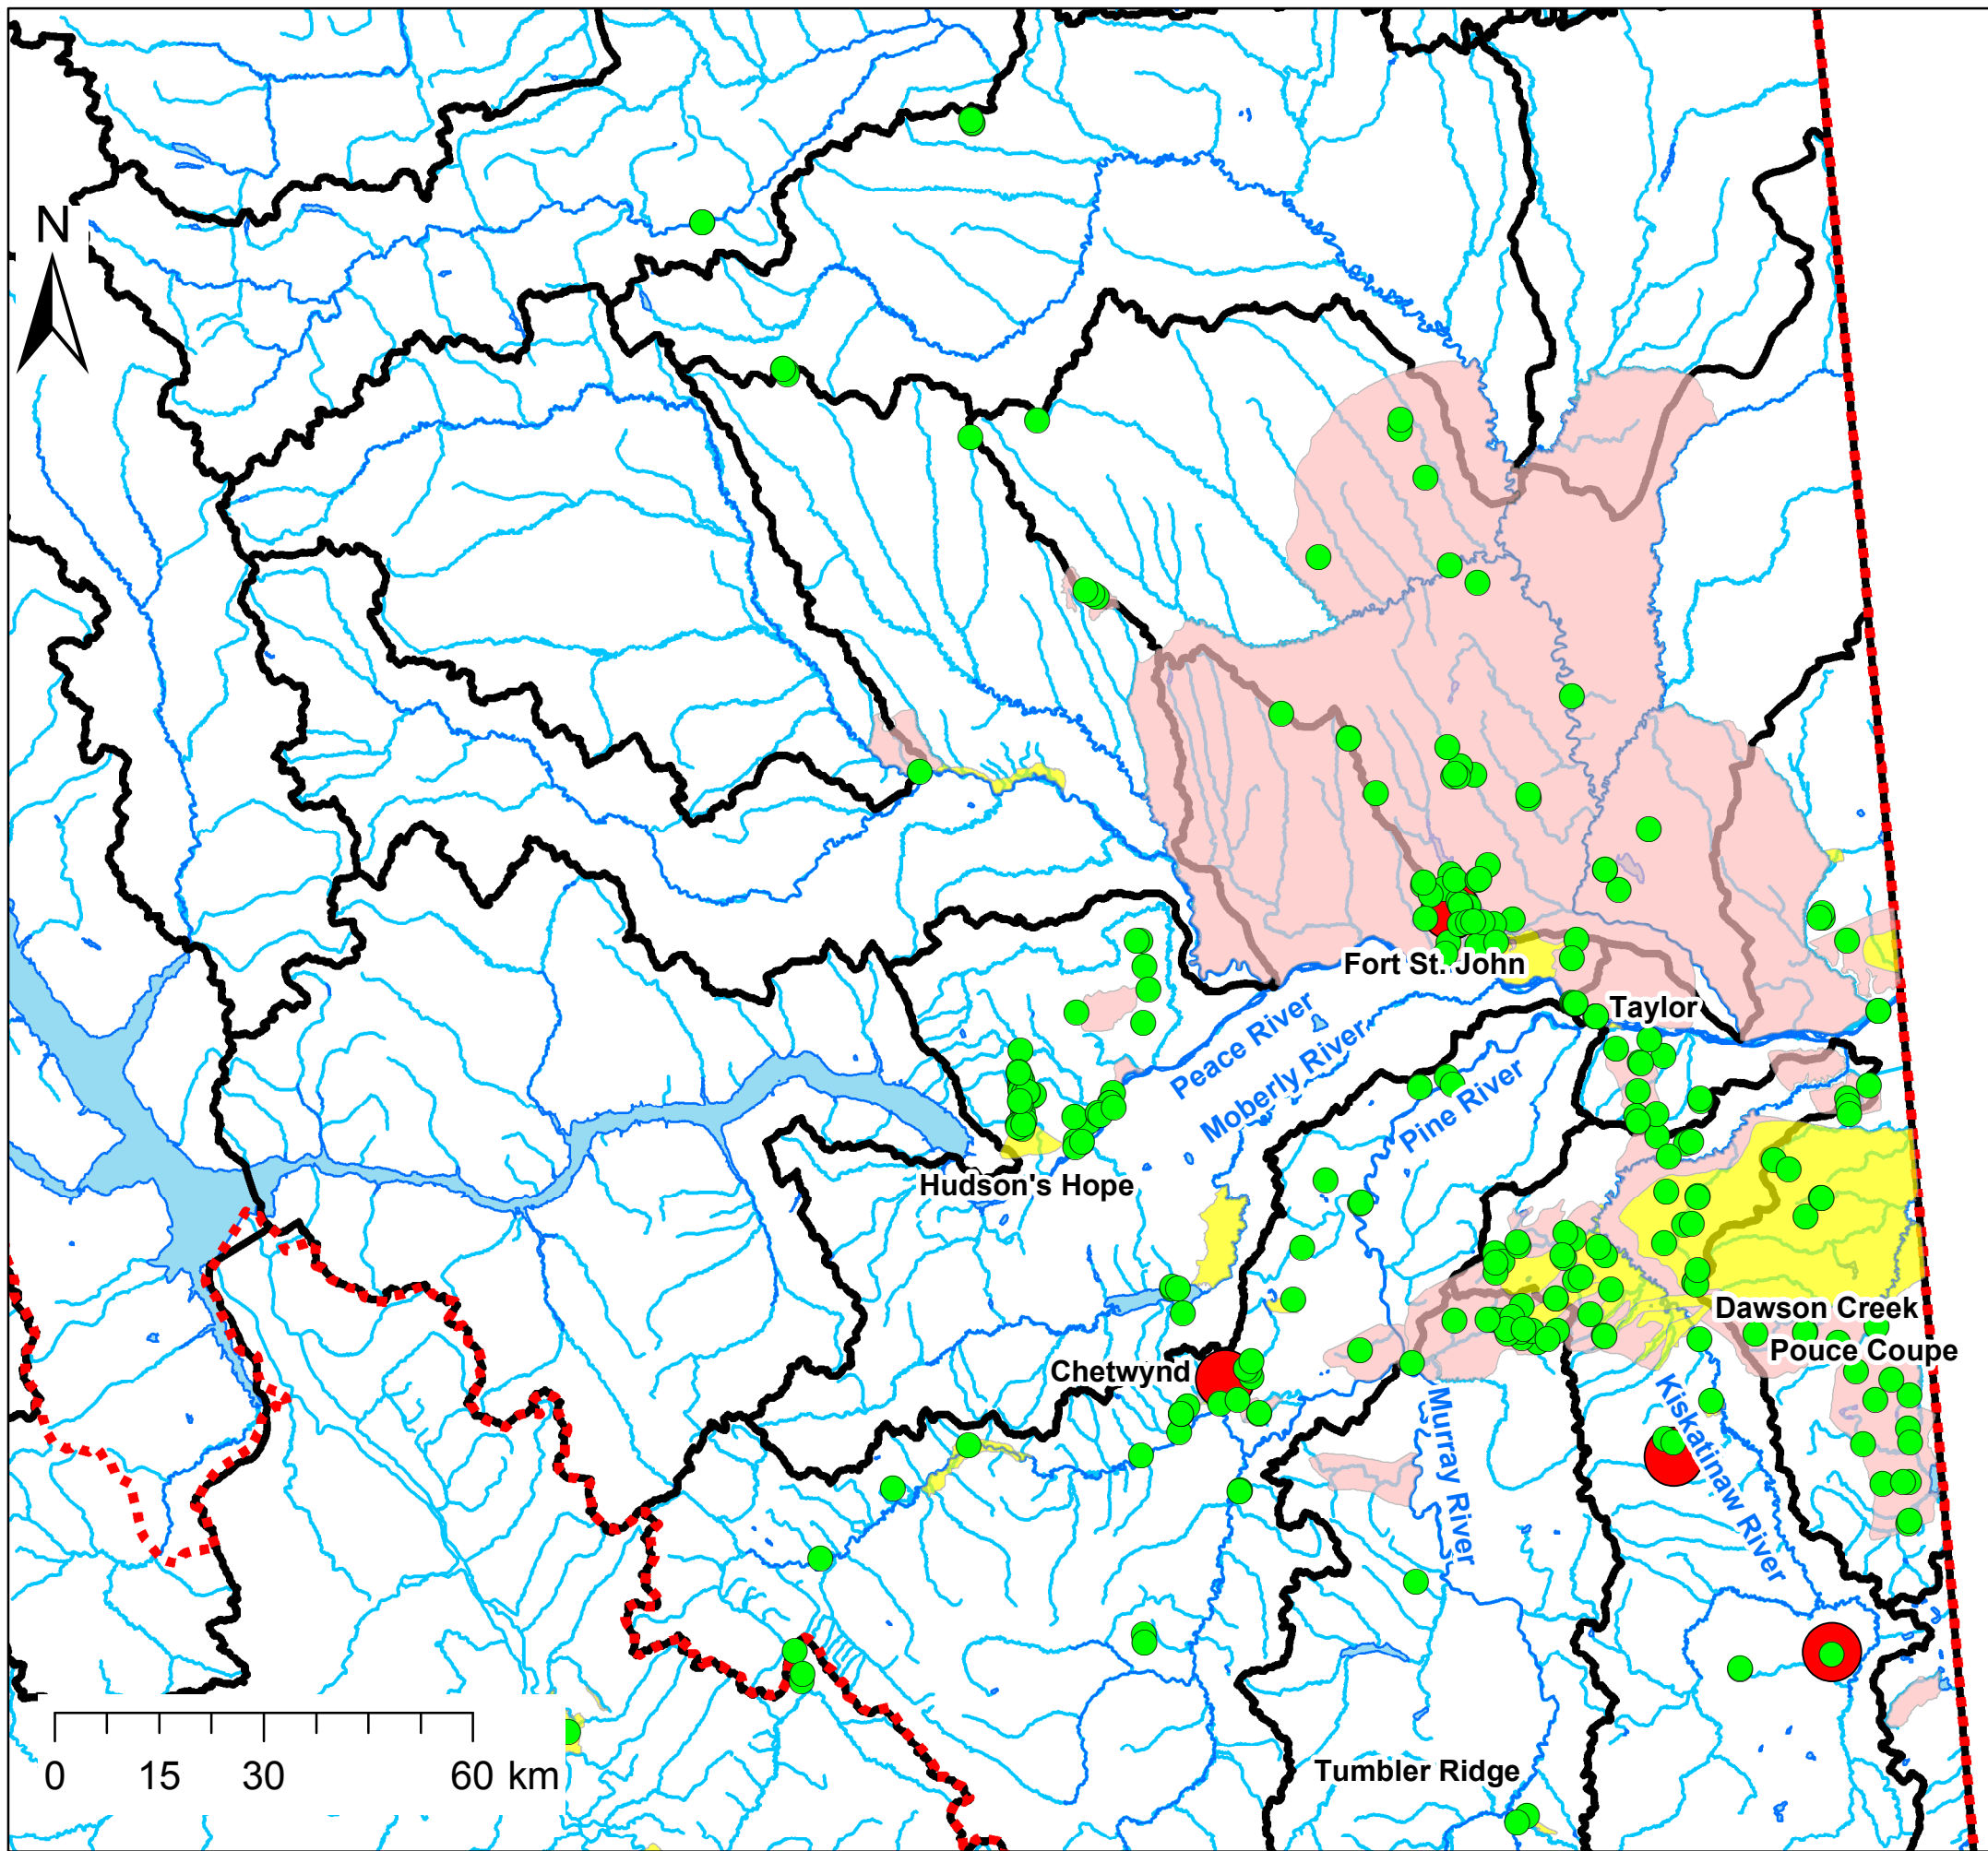 N
Fort St. John
Taylor
Peace River
Moberly River
Pine River
Hudson's Hope
Dawson Creek
Pouce Coupe
Chetwynd
Murray River
Kiskatinaw River
Tumbler Ridge
0 15 30 60 km